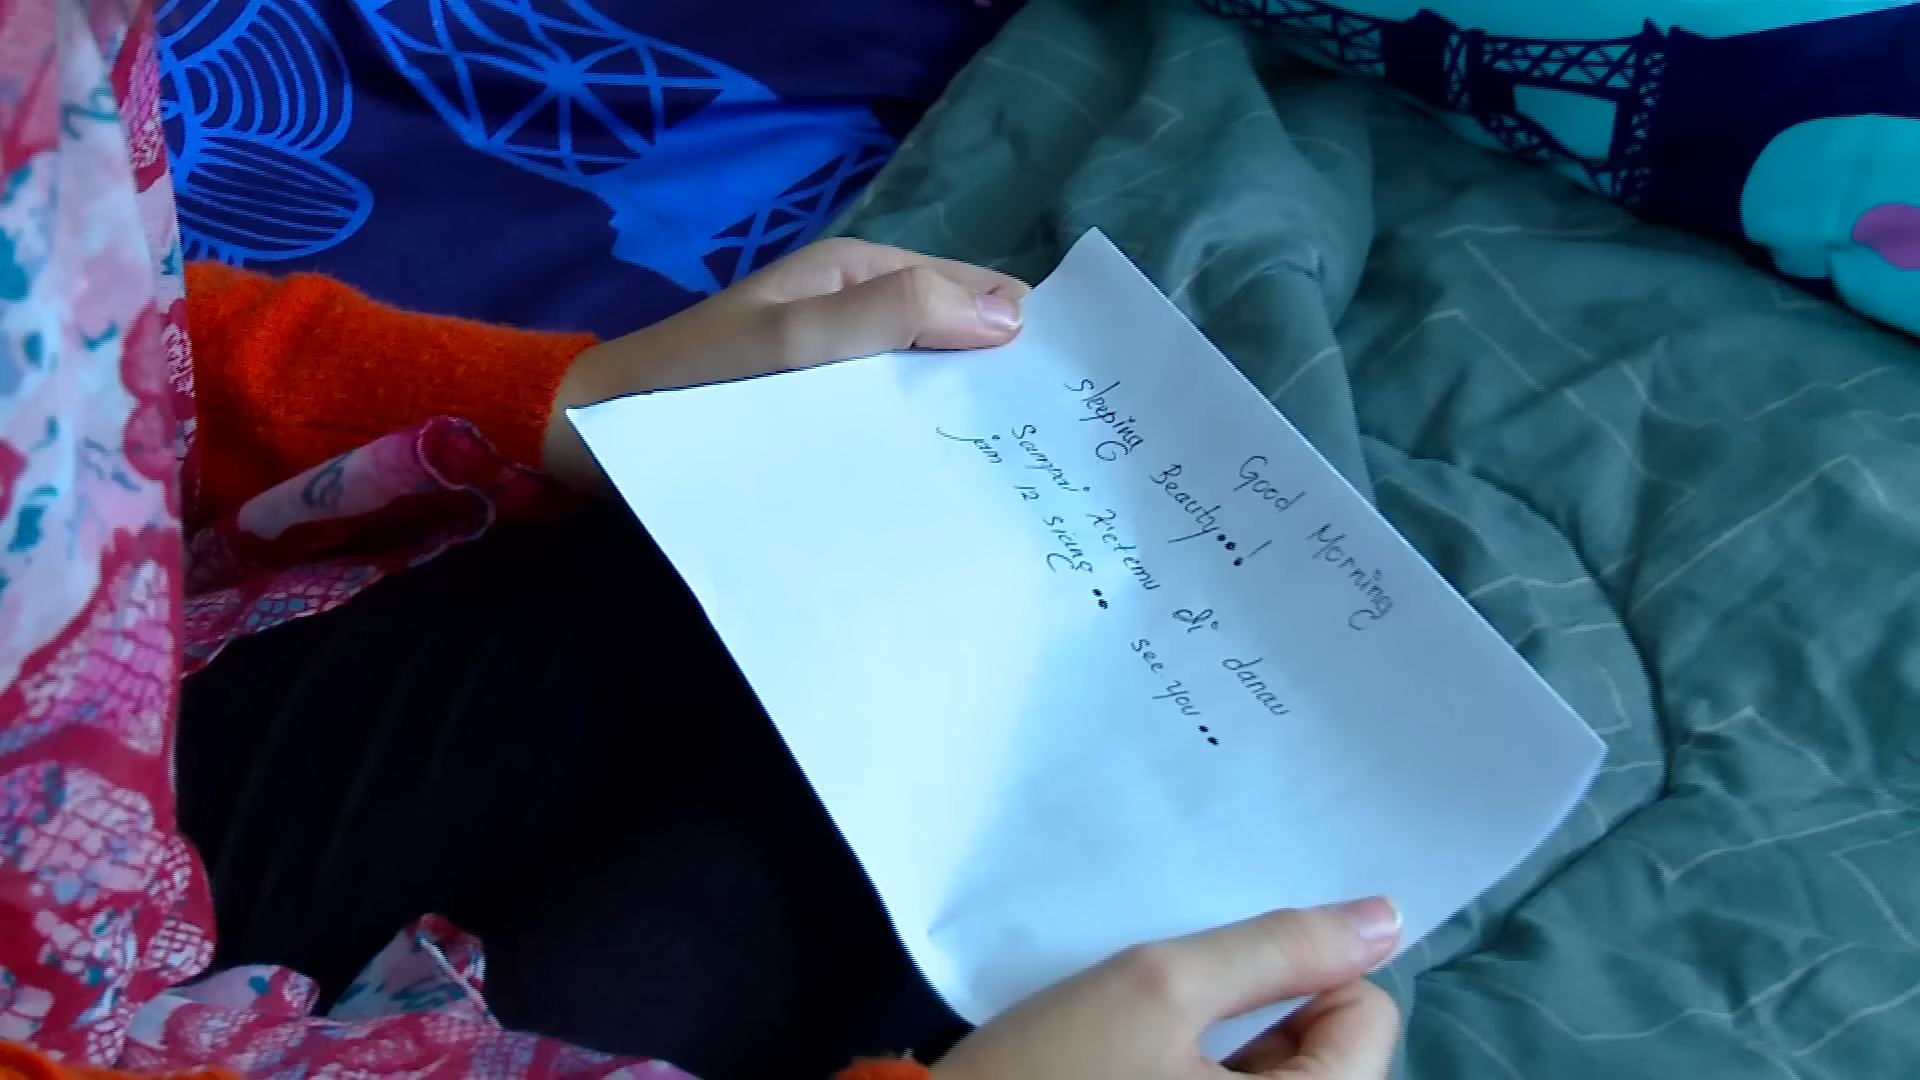 Good Morning
Sleeping Beauty...!
Sampai ketemu di danau
jam 12 siang.. see you..